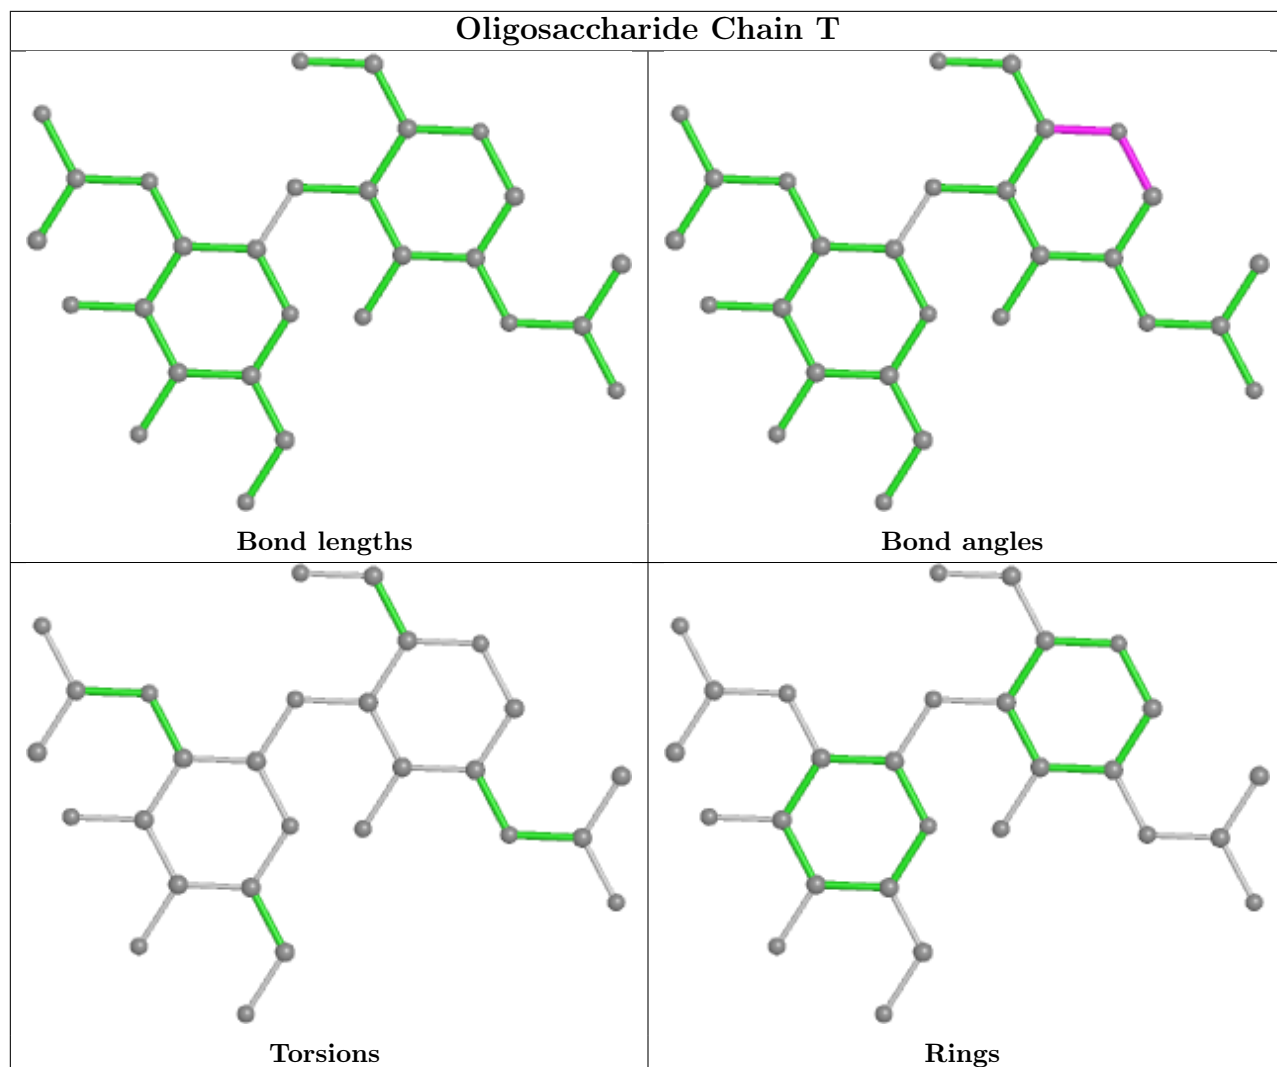 Oligosaccharide Chain T
Bond lengths
Bond angles
Torsions
Rings